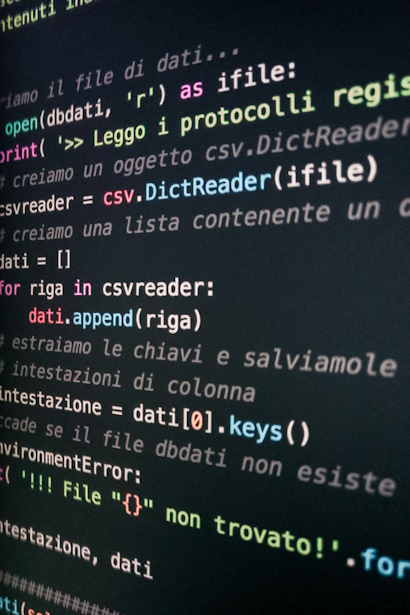 ntenuti in
riamo il file di dati...
open(dbdati, 'r') as ifile:
print( '>> Leggo i protocolli regis
# creiamo un oggetto csv.DictReader
csvreader = csv.DictReader(ifile)
# creiamo una lista contenente un
dati = []
for riga in csvreader:
dati.append(riga)
# estraiamo le chiavi e salviamole
# intestazioni di colonna
intestazione = dati[0].keys()
ccade se il file dbdati non esiste
nvironmentError:
t( '!!! File "{}" non trovato!'.for
ntestazione, dati
##############
ati(